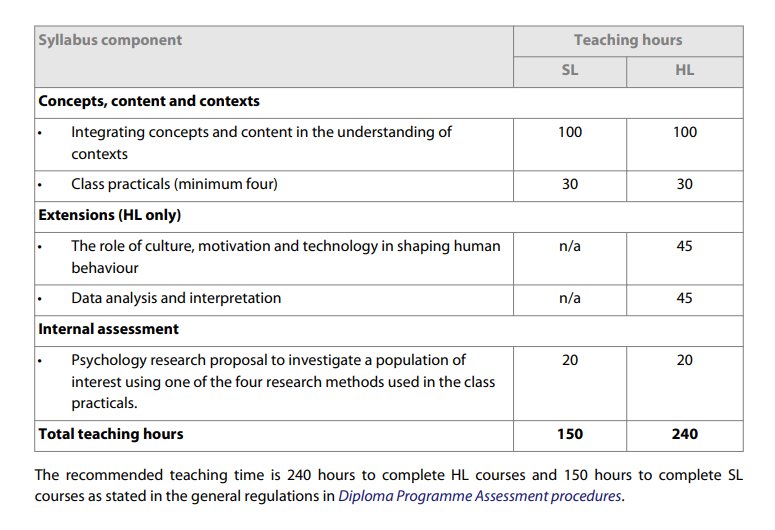 Syllabus component Teaching hours
SL HL
Concepts, content and contexts
• Integrating concepts and content in the understanding of contexts 100 100
• Class practicals (minimum four) 30 30
Extensions (HL only)
• The role of culture, motivation and technology in shaping human behaviour n/a 45
• Data analysis and interpretation n/a 45
Internal assessment
• Psychology research proposal to investigate a population of interest using one of the four research methods used in the class practicals. 20 20
Total teaching hours 150 240
The recommended teaching time is 240 hours to complete HL courses and 150 hours to complete SL
courses as stated in the general regulations in Diploma Programme Assessment procedures.